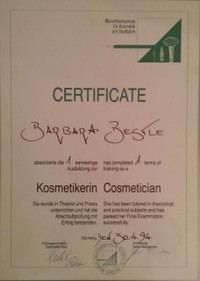 Berufsfachschule
für Kosmetik
am Stadtpark
CERTIFICATE
BARBARA
absolvierte die 1 semestrige
Ausbildung zur
has completed 1 terms of
training as a
Kosmetikerin Cosmetician
Sie wurde in Theorie und Praxis
unterrichtet und hat die
Abschlußprüfung mit
Erfolg bestanden.
She has been tutored in theoretical
and practical subjects and has
passed her Final Examination
successfully.
Nürnberg, den 30.4.94